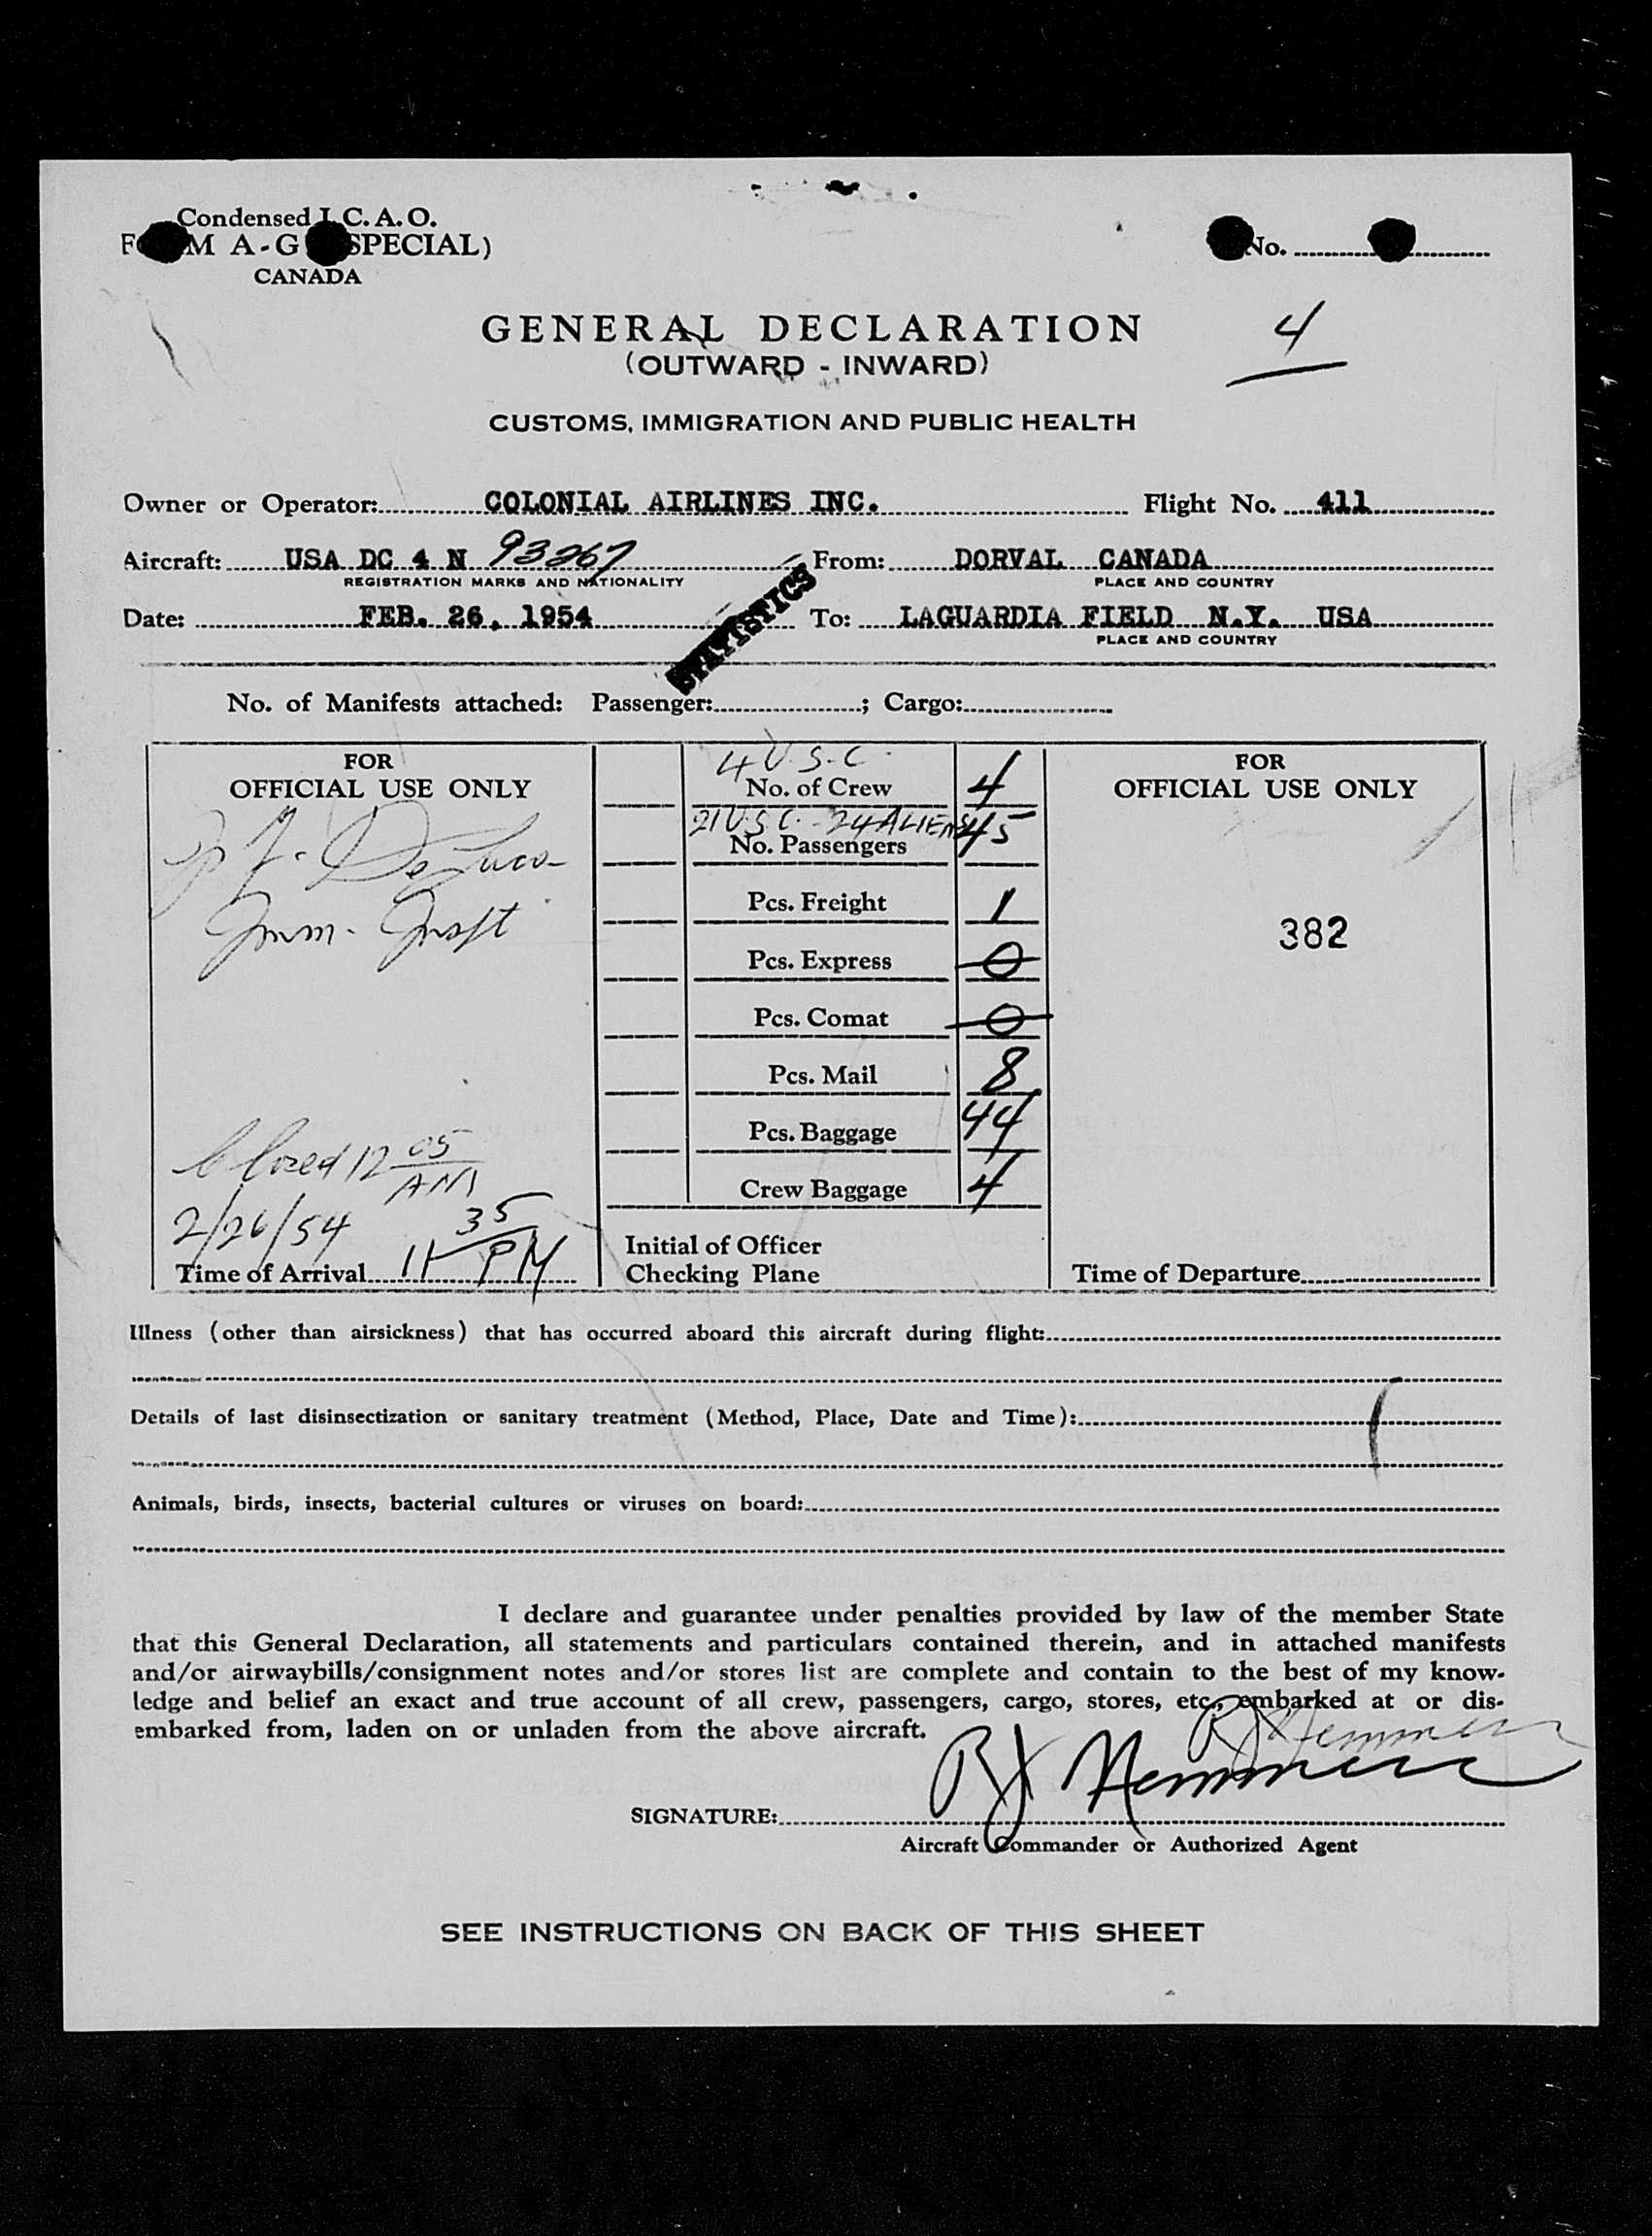 Condensed I. C. A. O.
FORM A-G (SPECIAL)
CANADA
No.
GENERAL DECLARATION
4
(OUTWARD - INWARD)
CUSTOMS, IMMIGRATION AND PUBLIC HEALTH
Owner or Operator: COLONIAL AIRLINES INC. Flight No. 411
Aircraft: USA DC 4 N 93267 From: DORVAL CANADA
REGISTRATION MARKS AND NATIONALITY PLACE AND COUNTRY
STATISTICS
Date: FEB. 26, 1954 To: LAGUARDIA FIELD N.Y. USA
PLACE AND COUNTRY
No. of Manifests attached: Passenger: ; Cargo:
FOR
OFFICIAL USE ONLY
De Luca
Imm. Inspt
Closed 12 05 AM
2/26/54
Time of Arrival 11 35 PM
4 U.S.C.
No. of Crew 4
21 U.S.C. - 24 ALIENS
No. Passengers 45
Pcs. Freight 1
Pcs. Express 0
Pcs. Comat 0
Pcs. Mail 8
Pcs. Baggage 44
Crew Baggage 4
Initial of Officer
Checking Plane
FOR
OFFICIAL USE ONLY
382
Time of Departure
Illness (other than airsickness) that has occurred aboard this aircraft during flight:
Details of last disinsectization or sanitary treatment (Method, Place, Date and Time):
Animals, birds, insects, bacterial cultures or viruses on board:
I declare and guarantee under penalties provided by law of the member State
that this General Declaration, all statements and particulars contained therein, and in attached manifests
and/or airwaybills/consignment notes and/or stores list are complete and contain to the best of my know-
ledge and belief an exact and true account of all crew, passengers, cargo, stores, etc., embarked at or dis-
embarked from, laden on or unladen from the above aircraft.
SIGNATURE:
Aircraft Commander or Authorized Agent
SEE INSTRUCTIONS ON BACK OF THIS SHEET